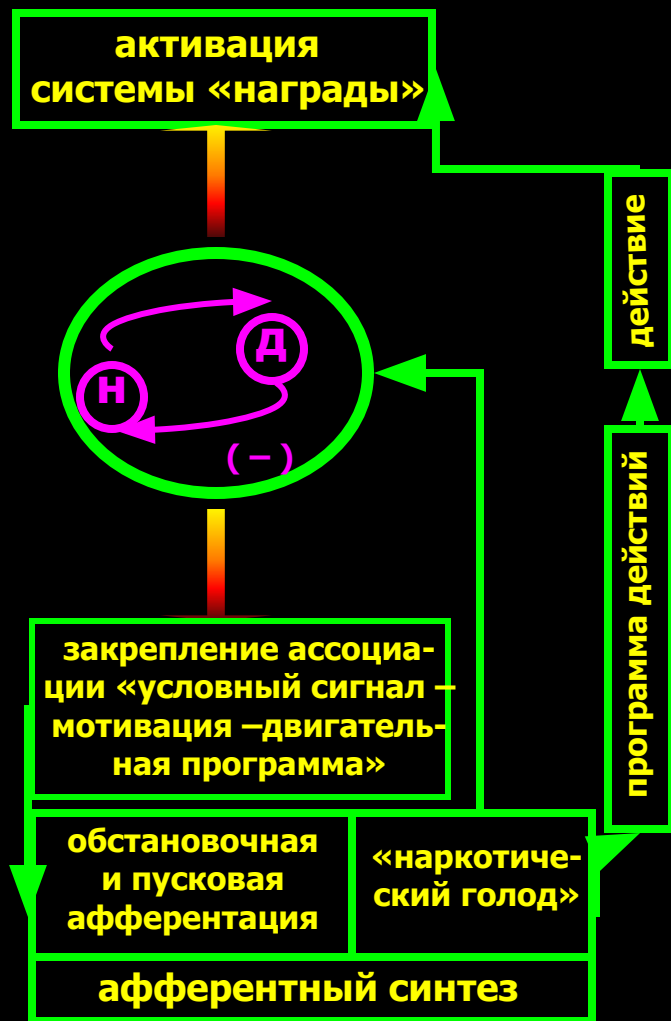 активация
системы «награды»
действие
Д
Н
( – )
программа действий
закрепление ассоциа-
ции «условный сигнал –
мотивация –двигатель-
ная программа»
обстановочная
и пусковая
афферентация
«наркотиче-
ский голод»
афферентный синтез